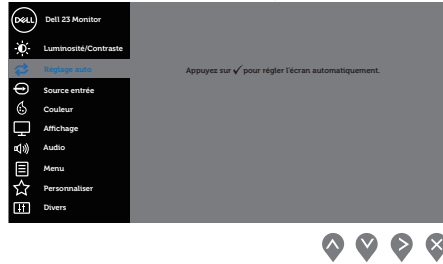 DELL
Dell 23 Monitor
Luminosité/Contraste
Réglage auto
Appuyez sur ✓ pour régler l'écran automatiquement.
Source entrée
Couleur
Affichage
Audio
Menu
Personnaliser
Divers